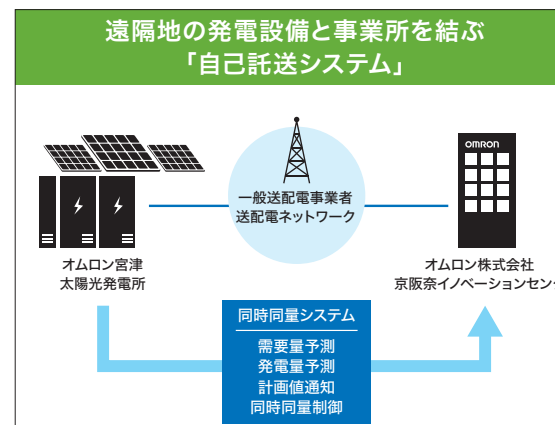 遠隔地の発電設備と事業所を結ぶ
「自己託送システム」
OMRON
一般送配電事業者
送配電ネットワーク
オムロン宮津
太陽光発電所
オムロン株式会社
京阪奈イノベーションセンタ
同時同量システム
需要量予測
発電量予測
計画値通知
同時同量制御